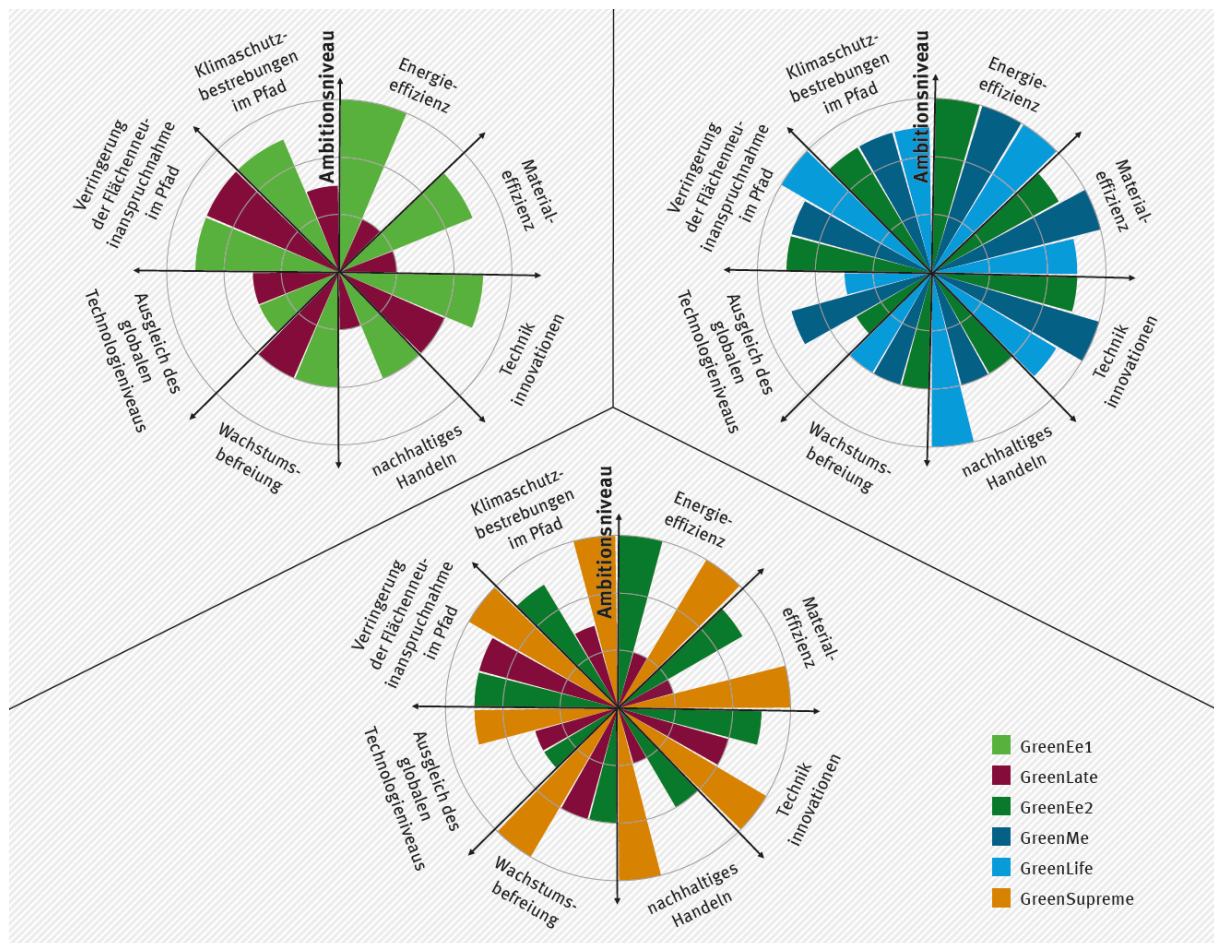 Klimaschutz-
bestrebungen
im Pfad
Ambitionsniveau
Energie-
effizienz
Material-
effizienz
Technik
innovationen
nachhaltiges
Handeln
Wachstums-
befreiung
Ausgleich des
globalen
Technologieniveaus
Verringerung
der Flächenneu-
inanspruchnahme
im Pfad
Klimaschutz-
bestrebungen
im Pfad
Ambitionsniveau
Energie-
effizienz
Material-
effizienz
Technik
innovationen
nachhaltiges
Handeln
Wachstums-
befreiung
Ausgleich des
globalen
Technologieniveaus
Verringerung
der Flächenneu-
inanspruchnahme
im Pfad
Klimaschutz-
bestrebungen
im Pfad
Ambitionsniveau
Energie-
effizienz
Material-
effizienz
Technik
innovationen
nachhaltiges
Handeln
Wachstums-
befreiung
Ausgleich des
globalen
Technologieniveaus
Verringerung
der Flächenneu-
inanspruchnahme
im Pfad
GreenEe1
GreenLate
GreenEe2
GreenMe
GreenLife
GreenSupreme